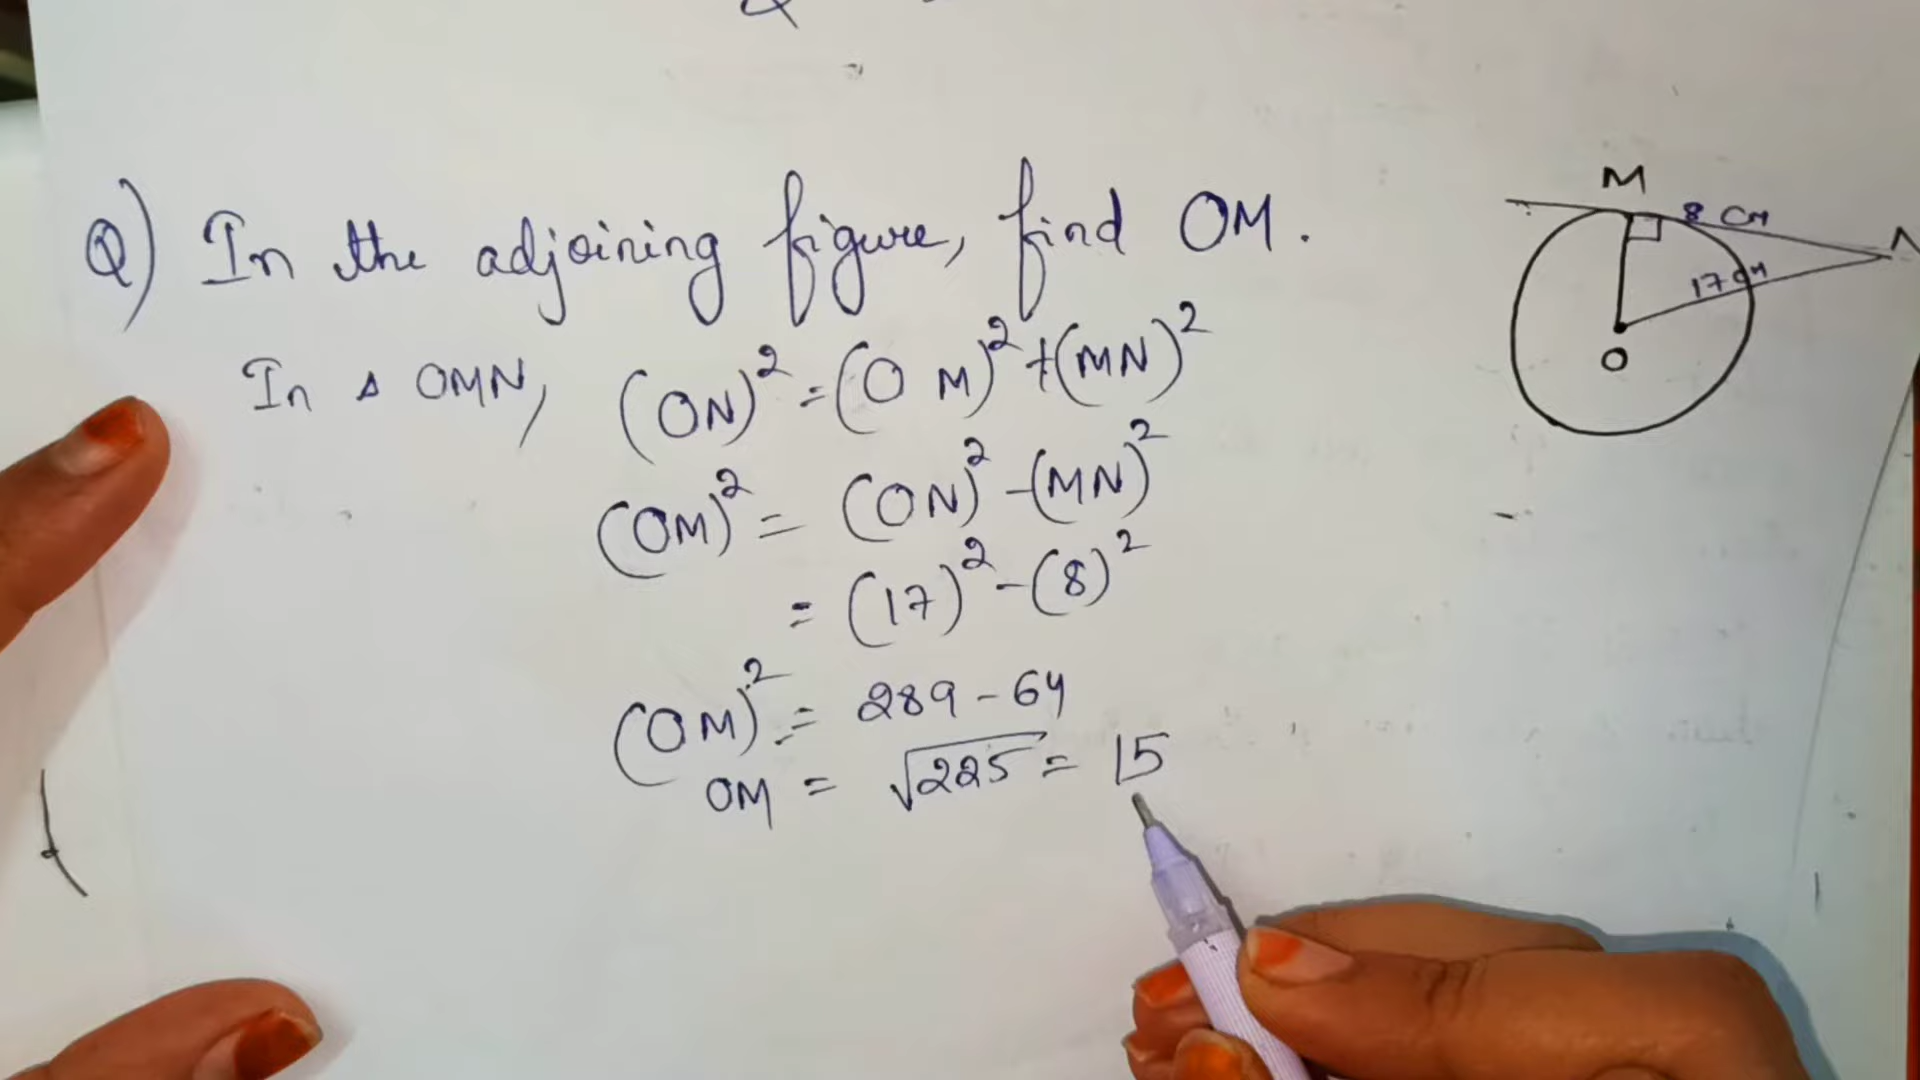 Q) In the adjoining figure, find OM.
In △ OMN, (ON)² = (OM)² + (MN)²
(OM)² = (ON)² - (MN)²
= (17)² - (8)²
(OM)² = 289 - 64
OM = √225 = 15
M
8 cm
N
17 cm
O